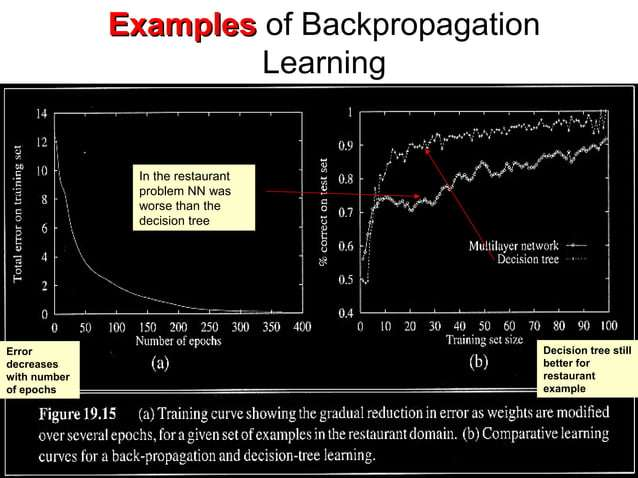 Examples of Backpropagation
Learning
14
12
10
8
6
4
2
0
Total error on training set
0 50 100 150 200 250 300 350 400
Number of epochs
(a)
In the restaurant
problem NN was
worse than the
decision tree
1
0.9
0.8
0.7
0.6
0.5
0.4
% correct on test set
Multilayer network
Decision tree
0 10 20 30 40 50 60 70 80 90 100
Training set size
(b)
Error
decreases
with number
of epochs
Decision tree still
better for
restaurant
example
Figure 19.15 (a) Training curve showing the gradual reduction in error as weights are modified
over several epochs, for a given set of examples in the restaurant domain. (b) Comparative learning
curves for a back-propagation and decision-tree learning.